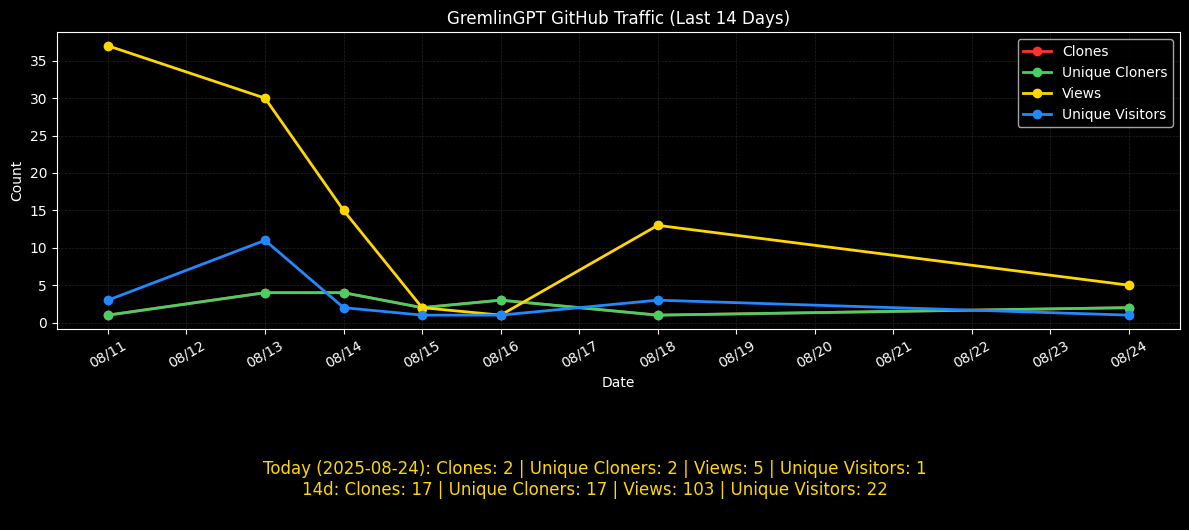 GremlinGPT GitHub Traffic (Last 14 Days)
Clones
Unique Cloners
Views
Unique Visitors
Count
35
30
25
20
15
10
5
0
08/11
08/12
08/13
08/14
08/15
08/16
08/17
08/18
08/19
08/20
08/21
08/22
08/23
08/24
Date
Today (2025-08-24): Clones: 2 | Unique Cloners: 2 | Views: 5 | Unique Visitors: 1
14d: Clones: 17 | Unique Cloners: 17 | Views: 103 | Unique Visitors: 22